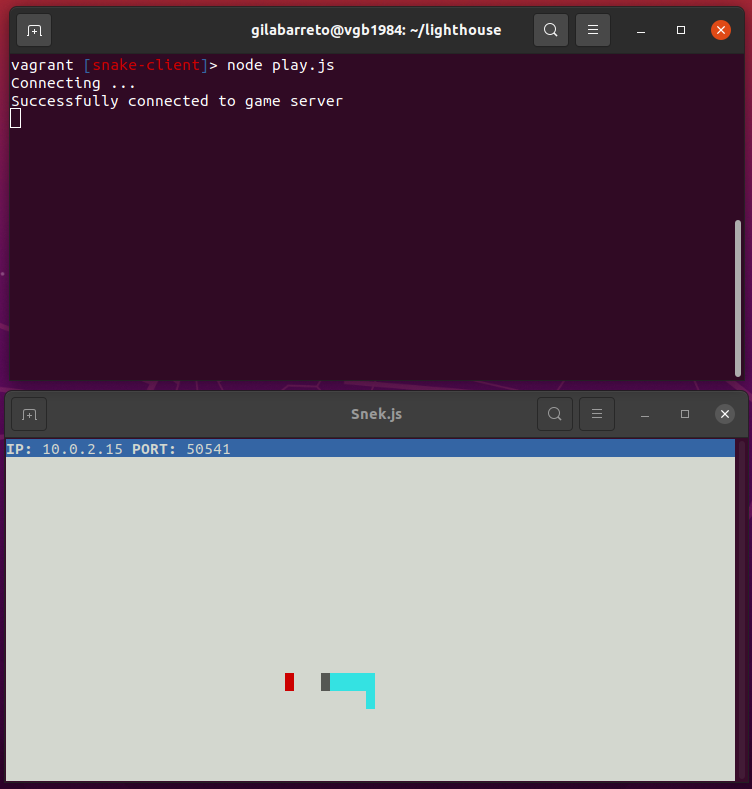 gilabarreto@vgb1984: ~/lighthouse
vagrant [snake-client]> node play.js
Connecting ...
Successfully connected to game server
Snek.js
IP: 10.0.2.15 PORT: 50541